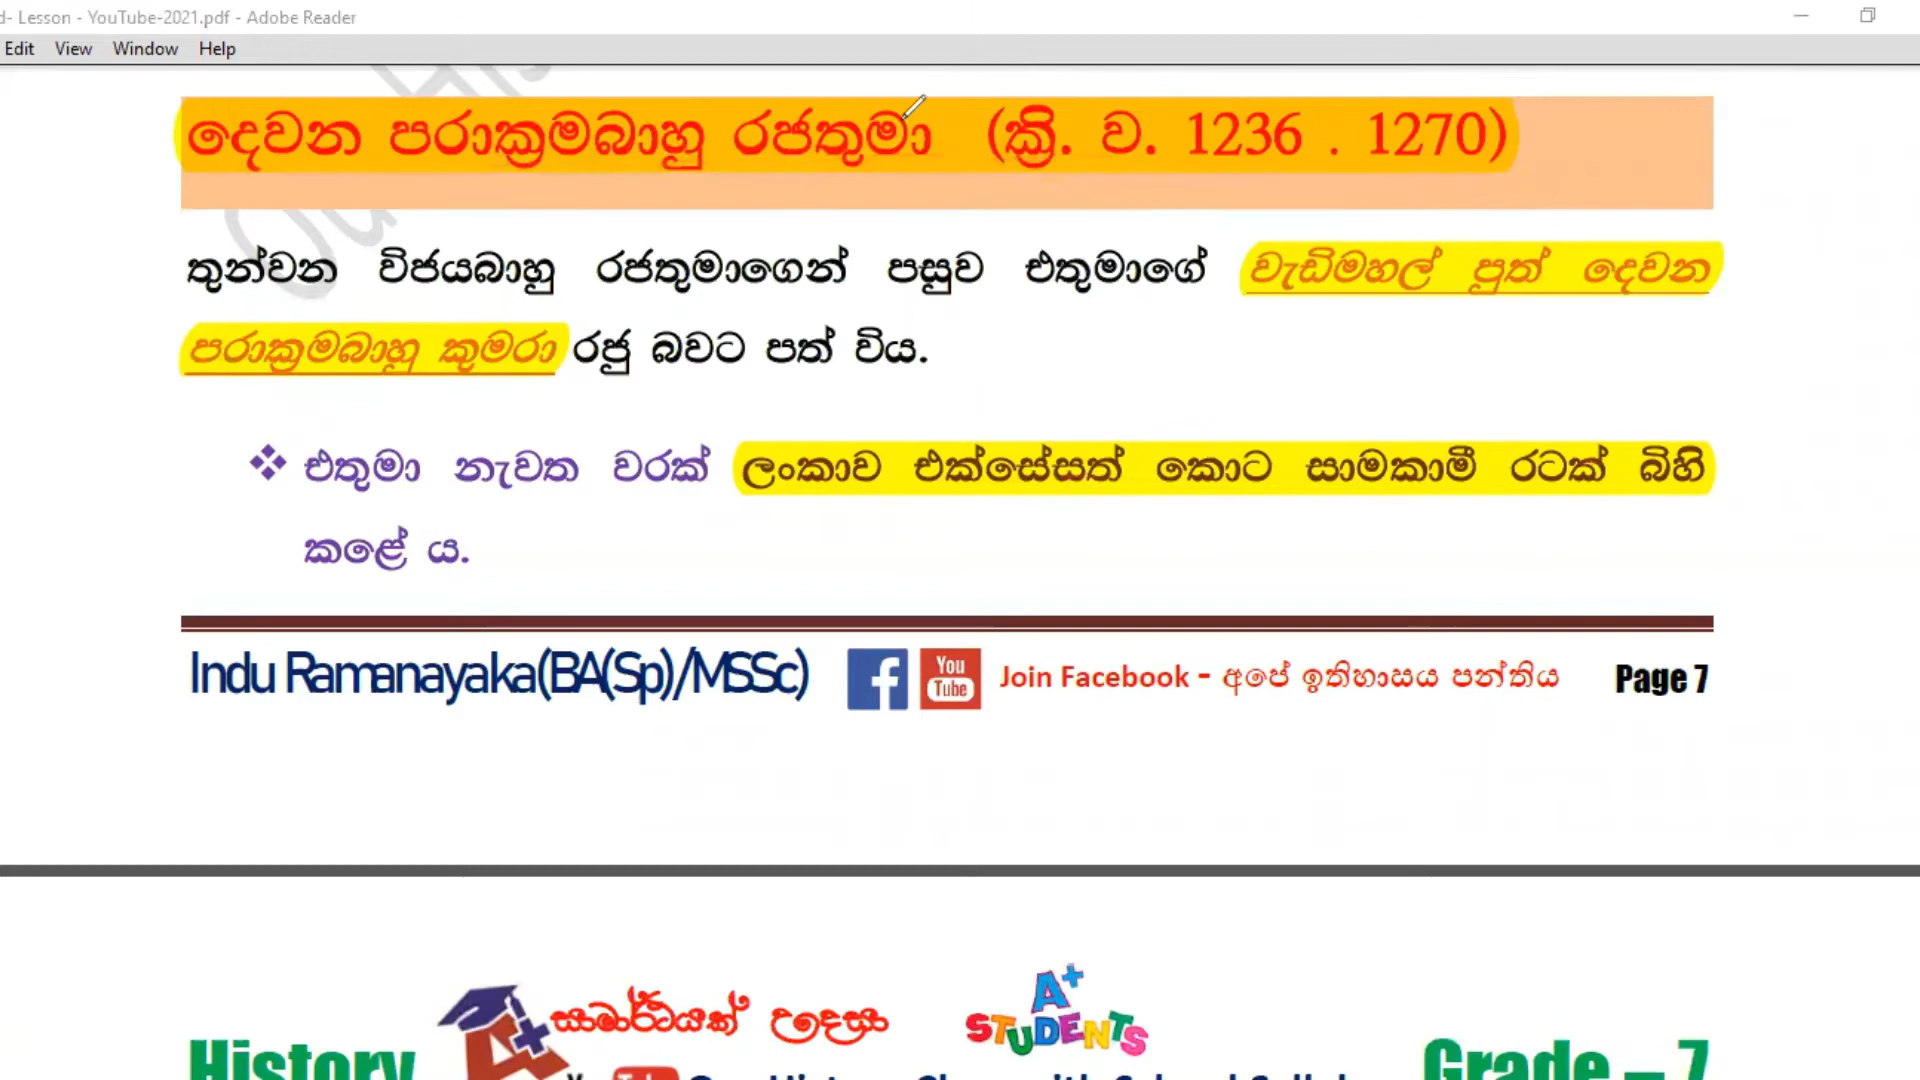 d- Lesson - YouTube-2021.pdf - Adobe Reader
Edit View Window Help
දෙවන පරාක්‍රමබාහු රජතුමා (ක්‍රි. ව. 1236 . 1270)
තුන්වන විජයබාහු රජතුමාගෙන් පසුව එතුමාගේ වැඩිමහල් පුත් දෙවන
පරාක්‍රමබාහු කුමරා රජු බවට පත් විය.
❖ එතුමා නැවත වරක් ලංකාව එක්සේසත් කොට සාමකාමී රටක් බිහි
කළේ ය.
Indu Ramanayaka(BA(Sp)/MSSc) f You Tube Join Facebook - අපේ ඉතිහාසය පන්තිය Page 7
සාමාර්ථයක් උදෙසා A+ STUDENTS
History Grade – 7